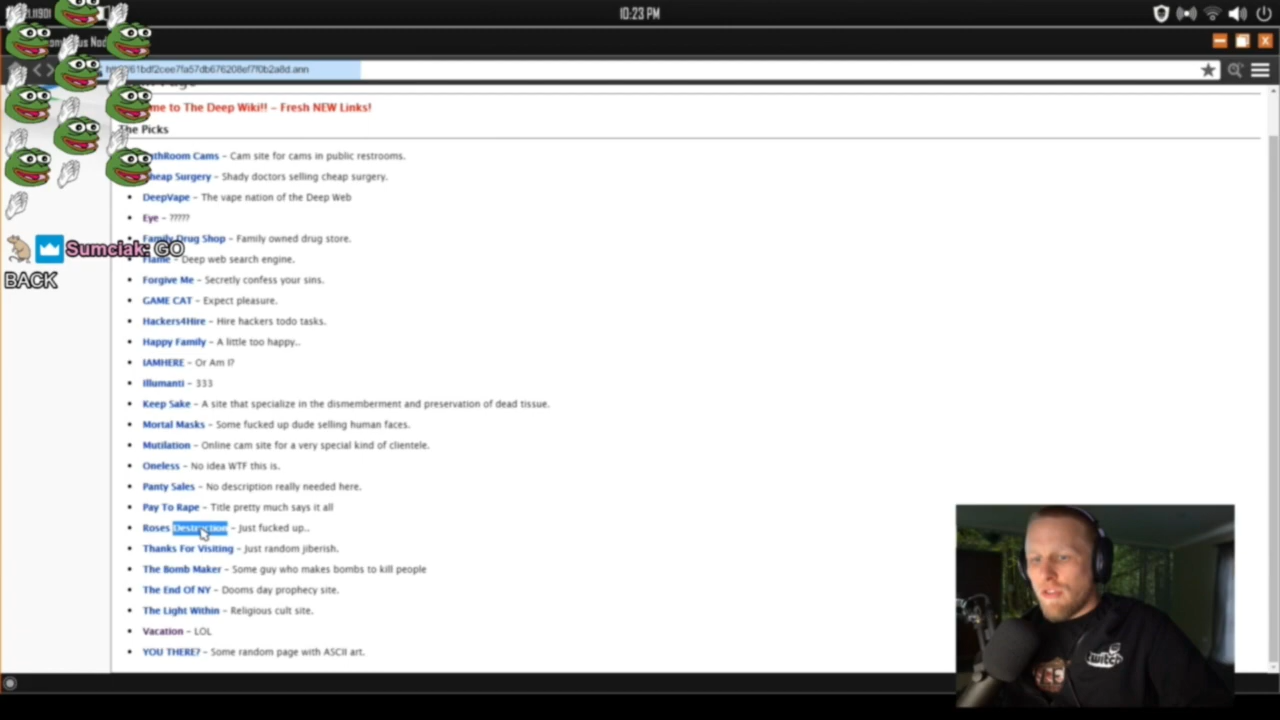 10:23 PM
61bdf2cee7fa57db676208ef7f0b2a8d.ann
me to The Deep Wiki!! – Fresh NEW Links!
The Picks
athRoom Cams – Cam site for cams in public restrooms.
heap Surgery – Shady doctors selling cheap surgery.
DeepVape – The vape nation of the Deep Web
Eye – ?????
Family Drug Shop – Family owned drug store.
Sumciak: GO
BACK
Flame – Deep web search engine.
Forgive Me – Secretly confess your sins.
GAME CAT – Expect pleasure.
Hackers4Hire – Hire hackers todo tasks.
Happy Family – A little too happy..
IAMHERE – Or Am I?
Illumanti – 333
Keep Sake – A site that specialize in the dismemberment and preservation of dead tissue.
Mortal Masks – Some fucked up dude selling human faces.
Mutilation – Online cam site for a very special kind of clientele.
Oneless – No idea WTF this is.
Panty Sales – No description really needed here.
Pay To Rape – Title pretty much says it all
Roses Destruction – Just fucked up..
Thanks For Visiting – Just random jiberish.
The Bomb Maker – Some guy who makes bombs to kill people
The End Of NY – Dooms day prophecy site.
The Light Within – Religious cult site.
Vacation – LOL
YOU THERE? – Some random page with ASCII art.
twitch